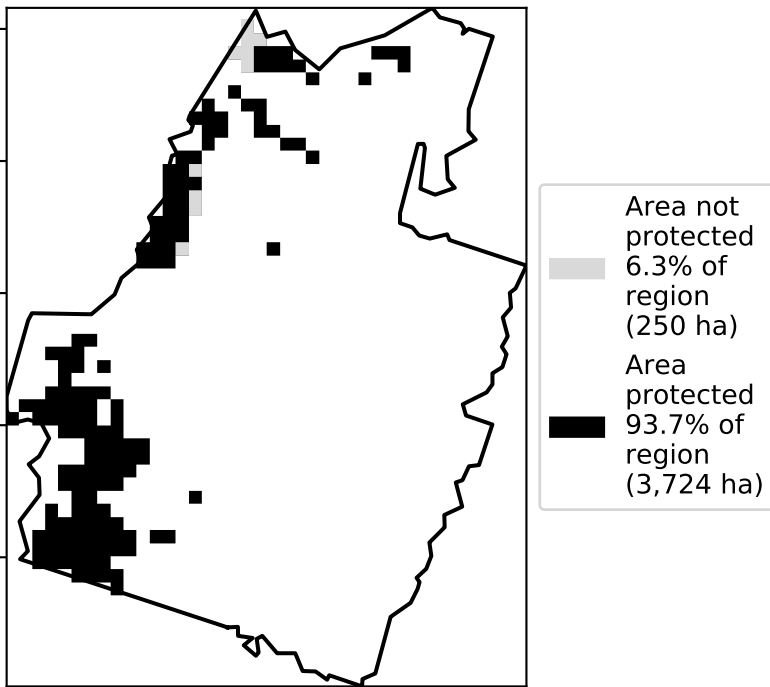 Area not
protected
6.3% of
region
(250 ha)
Area
protected
93.7% of
region
(3,724 ha)